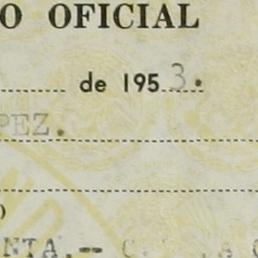 O OFICIAL
de 1953.
PEZ.
O
NTA.--